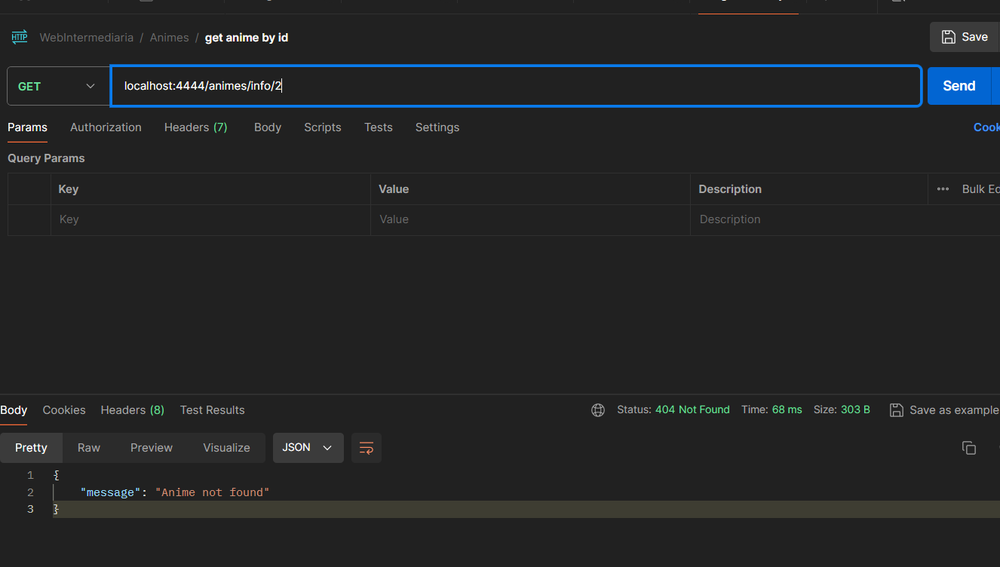 HTTP WebIntermediaria / Animes / get anime by id Save
GET localhost:4444/animes/info/2 Send
Params Authorization Headers (7) Body Scripts Tests Settings Cook
Query Params
Key Value Description Bulk Ed
Key Value Description
Body Cookies Headers (8) Test Results Status: 404 Not Found Time: 68 ms Size: 303 B Save as example
Pretty Raw Preview Visualize JSON
1 {
2 "message": "Anime not found"
3 }